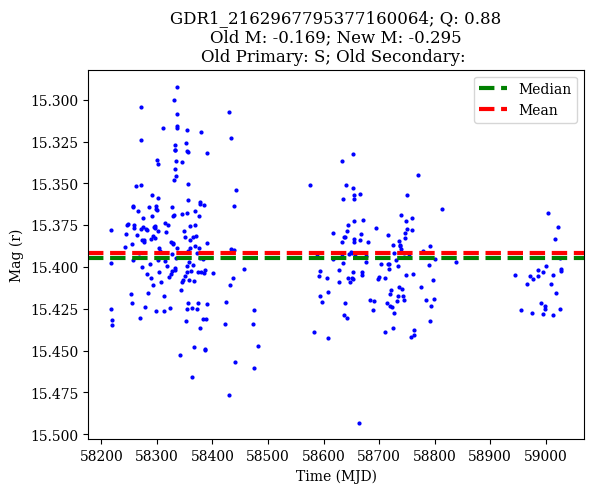 GDR1_2162967795377160064; Q: 0.88
Old M: -0.169; New M: -0.295
Old Primary: S; Old Secondary:
Median
Mean
15.300
15.325
15.350
15.375
15.400
15.425
15.450
15.475
15.500
Mag (r)
58200 58300 58400 58500 58600 58700 58800 58900 59000
Time (MJD)